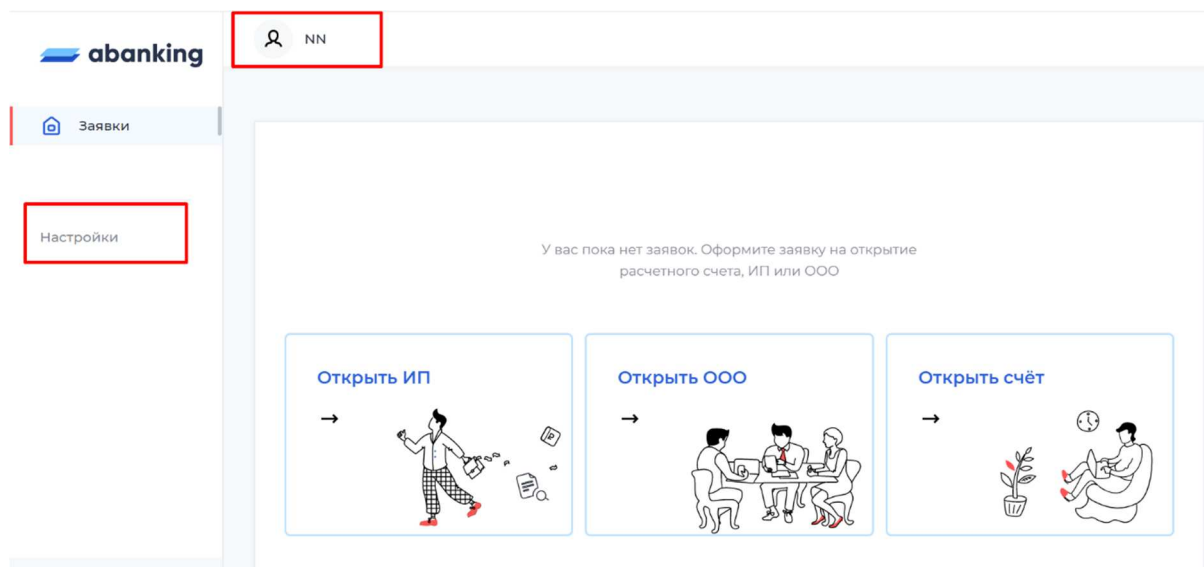 abanking
NN
Заявки
Настройки
У вас пока нет заявок. Оформите заявку на открытие
расчетного счета, ИП или ООО
Открыть ИП
Открыть ООО
Открыть счёт